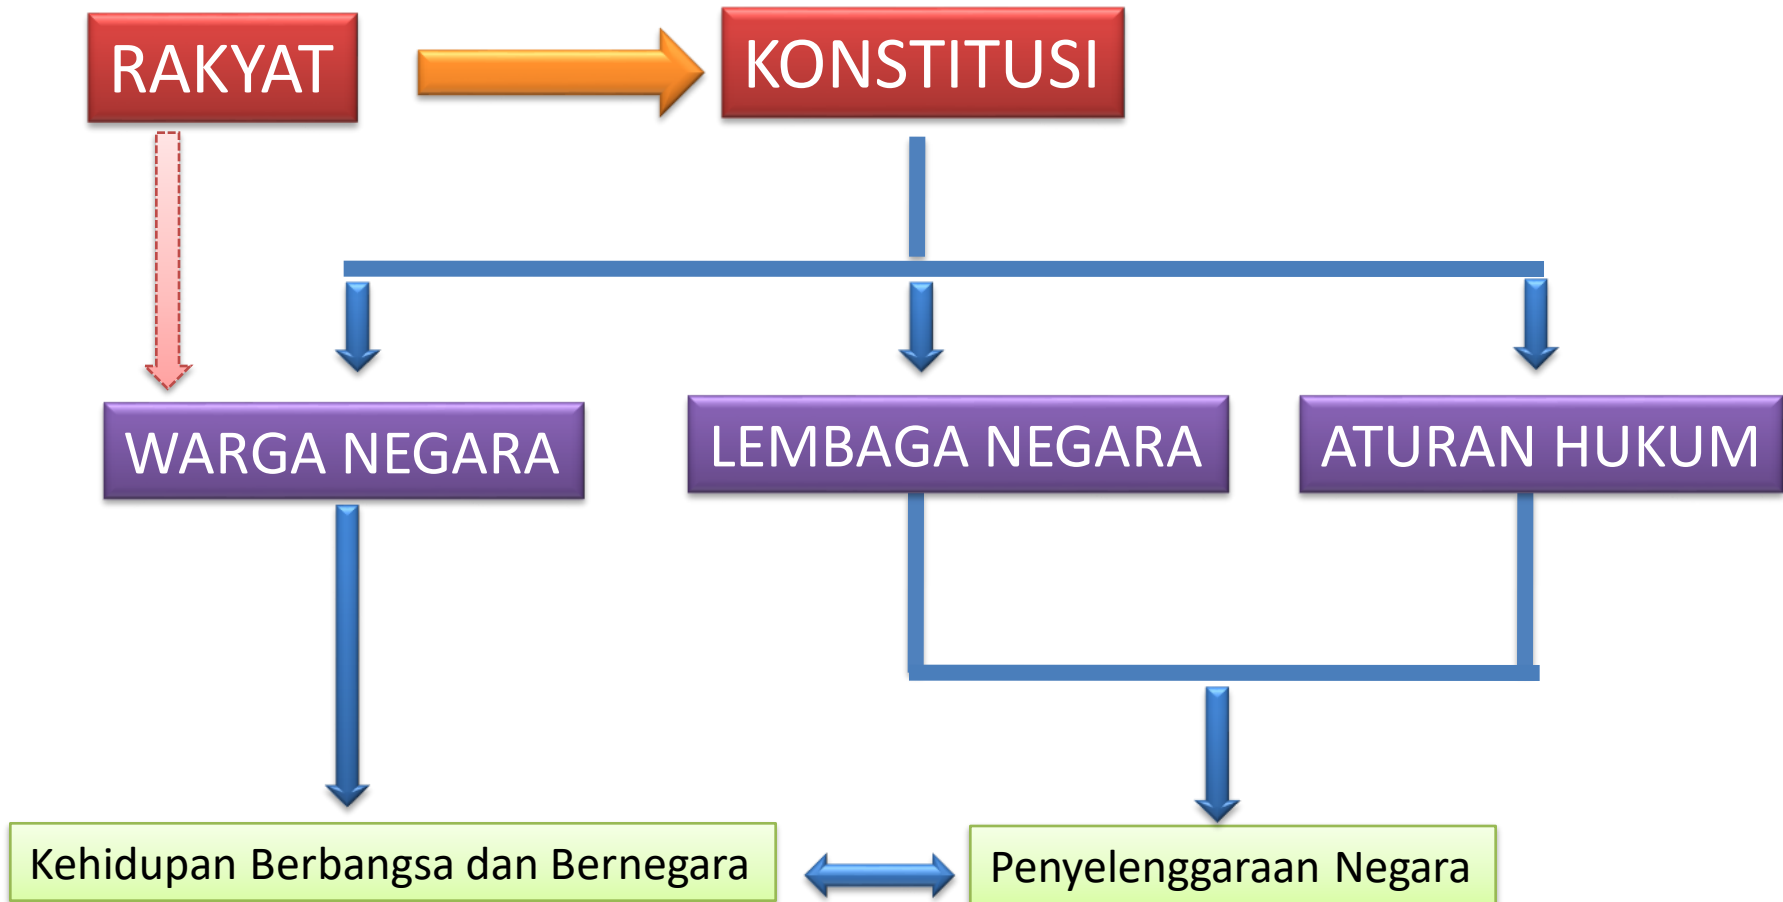 RAKYAT
KONSTITUSI
WARGA NEGARA
LEMBAGA NEGARA
ATURAN HUKUM
Kehidupan Berbangsa dan Bernegara
Penyelenggaraan Negara